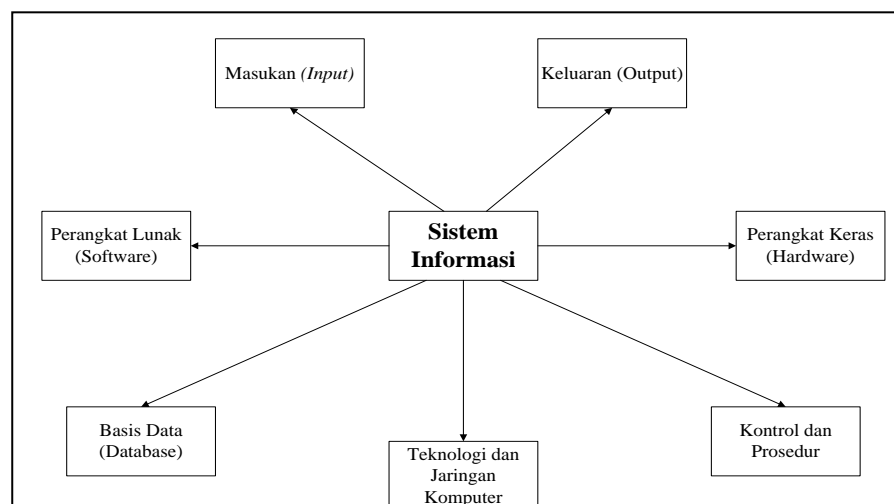 Masukan (Input)
Keluaran (Output)
Perangkat Lunak
(Software)
Sistem
Informasi
Perangkat Keras
(Hardware)
Basis Data
(Database)
Teknologi dan
Jaringan
Komputer
Kontrol dan
Prosedur